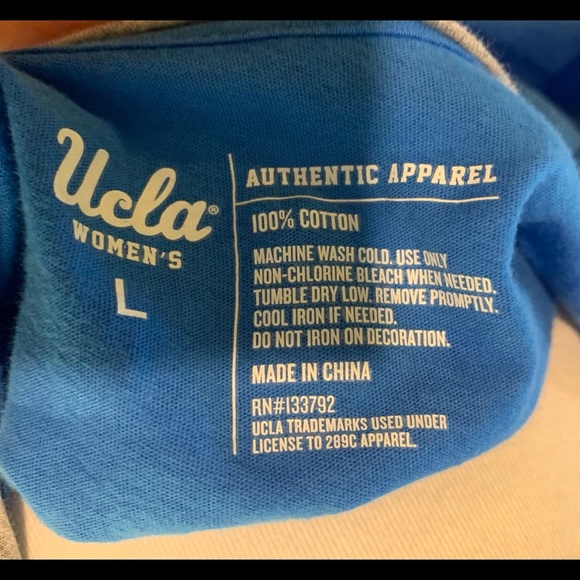 Ucla®
WOMEN'S
L
AUTHENTIC APPAREL
100% COTTON
MACHINE WASH COLD. USE ONLY
NON-CHLORINE BLEACH WHEN NEEDED.
TUMBLE DRY LOW. REMOVE PROMPTLY.
COOL IRON IF NEEDED.
DO NOT IRON ON DECORATION.
MADE IN CHINA
RN#133792
UCLA TRADEMARKS USED UNDER
LICENSE TO 289C APPAREL.